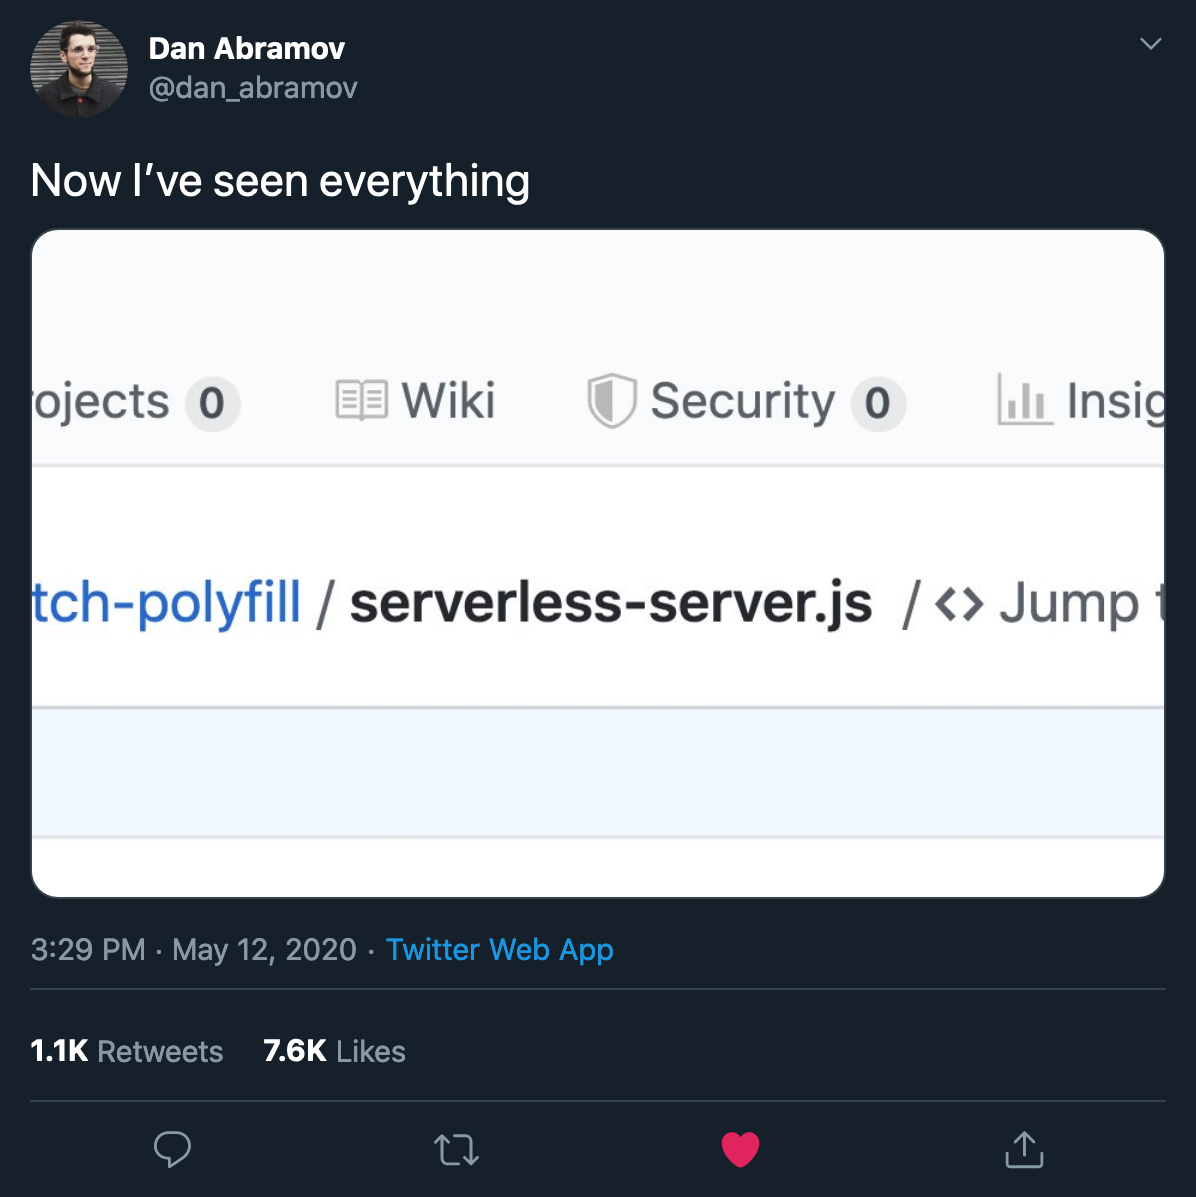 Dan Abramov
@dan_abramov
Now I’ve seen everything
rojects 0 Wiki Security 0 Insig
tch-polyfill / serverless-server.js / <> Jump t
3:29 PM · May 12, 2020 · Twitter Web App
1.1K Retweets 7.6K Likes